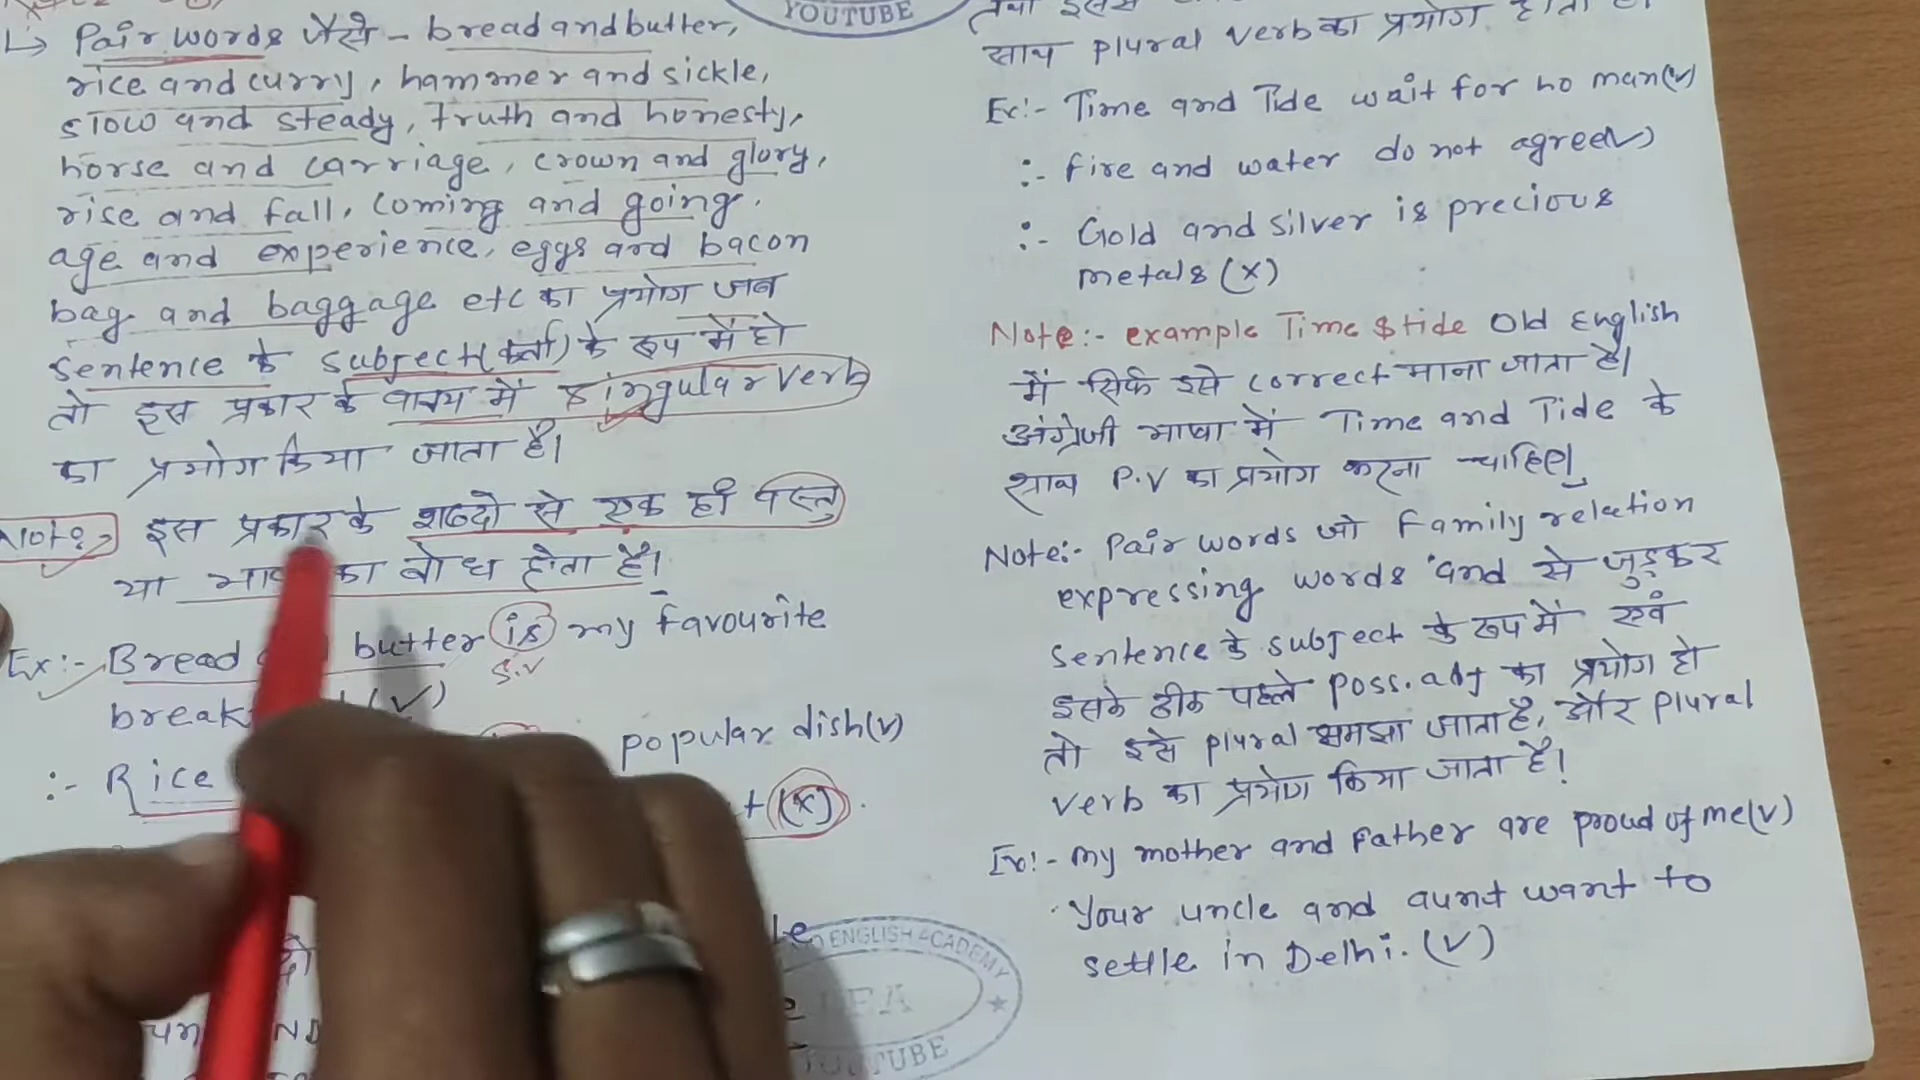 YOUTUBE
↳ Pair words जैसे - bread and butter,
rice and curry, hammer and sickle,
slow and steady, truth and honesty,
horse and carriage, crown and glory,
rise and fall, coming and going,
age and experience, eggs and bacon
bag and baggage etc का प्रयोग जब
sentence के subject (कर्ता) के रूप में हो
तो इस प्रकार के वाक्य में singular verb
का प्रयोग किया जाता है।
Note:- इस प्रकार के शब्दो से एक ही वस्तु
या का बोध होता है।
Ex:- Bread butter is my favourite
S.V
(v)
:- Rice popular dish(v)
(x)
साथ plural verb का प्रयोग होता है।
Ex:- Time and Tide wait for no man(v)
:- fire and water do not agree(v)
:- Gold and silver is precious
metals (x)
Note:- example Time & tide old English
में सिर्फ इसे correct माना जाता है।
अंग्रेजी भाषा में Time and Tide के
साथ P.V का प्रयोग करना चाहिए।
Note:- Pair words जो Family relection
expressing words 'and' से जुड़कर
sentence के subject के रूप में एवं
इसके ठीक पहले poss. adj का प्रयोग हो
तो इसे plural समझा जाता है, और plural
verb का प्रयोग किया जाता है।
Ex:- my mother and Father are proud of me(v)
Your uncle and aunt want to
settle in Delhi. (v)
ENGLISH ACADEMY
EA
YOUTUBE